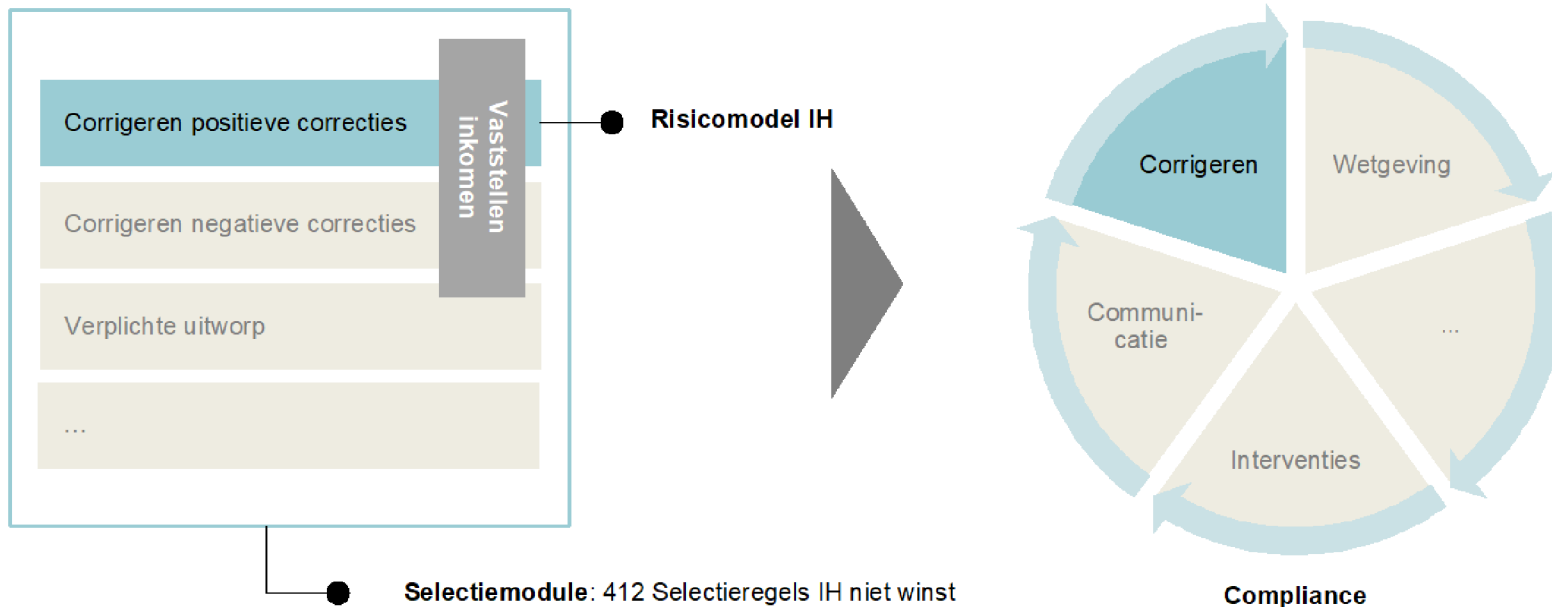 Corrigeren positieve correcties
Corrigeren negatieve correcties
Verplichte uitworp
...
Vaststellen
inkomen
Risicomodel IH
Selectiemodule: 412 Selectieregels IH niet winst
Corrigeren
Wetgeving
Communi-
catie
...
Interventies
Compliance